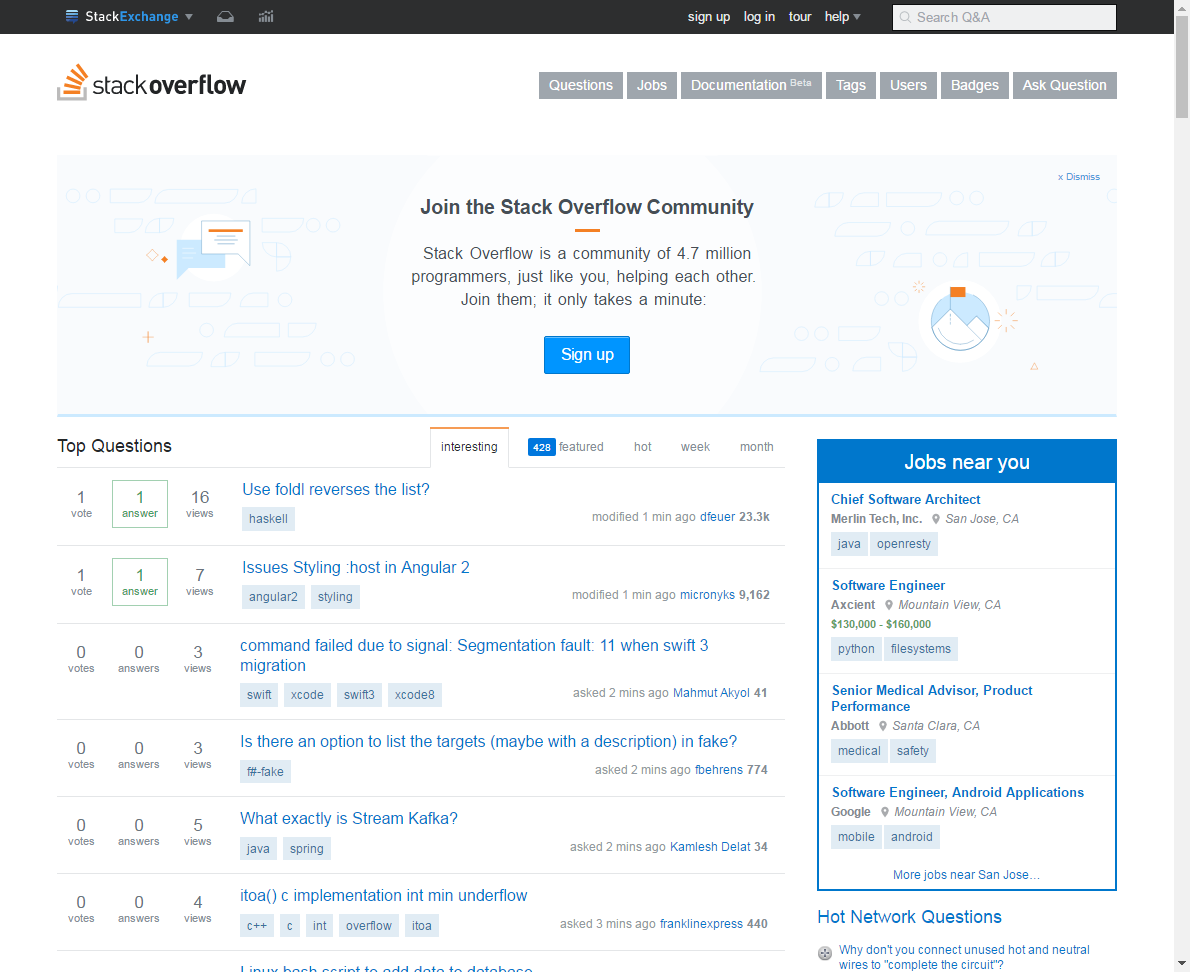 StackExchange
sign up log in tour help
Search Q&A
stackoverflow
Questions Jobs Documentation Beta Tags Users Badges Ask Question
x Dismiss
Join the Stack Overflow Community
Stack Overflow is a community of 4.7 million
programmers, just like you, helping each other.
Join them; it only takes a minute:
Sign up
Top Questions
interesting 428 featured hot week month
1 vote 1 answer 16 views
Use foldl reverses the list?
haskell
modified 1 min ago dfeuer 23.3k
1 vote 1 answer 7 views
Issues Styling :host in Angular 2
angular2 styling
modified 1 min ago micronyks 9,162
0 votes 0 answers 3 views
command failed due to signal: Segmentation fault: 11 when swift 3
migration
swift xcode swift3 xcode8
asked 2 mins ago Mahmut Akyol 41
0 votes 0 answers 3 views
Is there an option to list the targets (maybe with a description) in fake?
f#-fake
asked 2 mins ago fbehrens 774
0 votes 0 answers 5 views
What exactly is Stream Kafka?
java spring
asked 2 mins ago Kamlesh Delat 34
0 votes 0 answers 4 views
itoa() c implementation int min underflow
c++ c int overflow itoa
asked 3 mins ago franklinexpress 440
Linux bash script to add data to database
Jobs near you
Chief Software Architect
Merlin Tech, Inc. San Jose, CA
java openresty
Software Engineer
Axcient Mountain View, CA
$130,000 - $160,000
python filesystems
Senior Medical Advisor, Product
Performance
Abbott Santa Clara, CA
medical safety
Software Engineer, Android Applications
Google Mountain View, CA
mobile android
More jobs near San Jose…
Hot Network Questions
Why don't you connect unused hot and neutral
wires to "complete the circuit"?